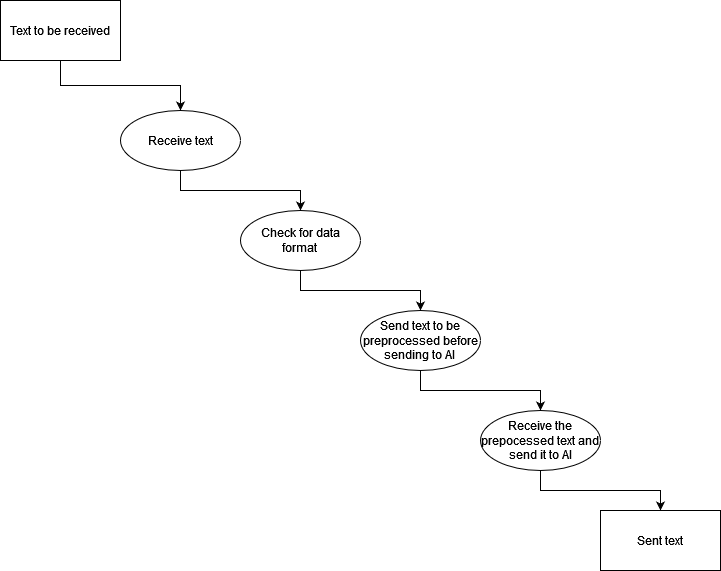 Text to be received
Receive text
Check for data
format
Send text to be
preprocessed before
sending to AI
Receive the
prepocessed text and
send it to AI
Sent text